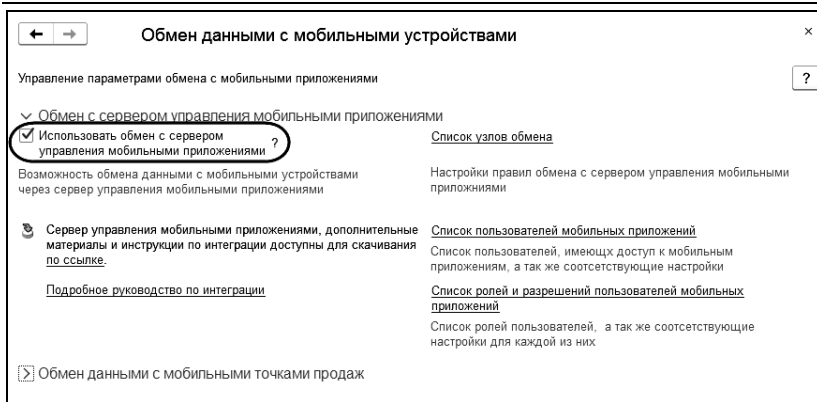 Обмен данными с мобильными устройствами
Управление параметрами обмена с мобильными приложениями
?
Обмен с сервером управления мобильными приложениями
Использовать обмен с сервером
управления мобильными приложениями ?
Возможность обмена данными с мобильными устройствами
через сервер управления мобильными приложениями
Список узлов обмена
Настройки правил обмена с сервером управления мобильными
приложниями
Сервер управления мобильными приложениями, дополнительные
материалы и инструкции по интеграции доступны для скачивания
по ссылке.
Подробное руководство по интеграции
Список пользователей мобильных приложений
Список пользователей, имеющх доступ к мобильным
приложениям, а так же соотсетствующие настройки
Список ролей и разрешений пользователей мобильных
приложений
Список ролей пользователей, а так же соотсетствующие
настройки для каждой из них
Обмен данными с мобильными точками продаж